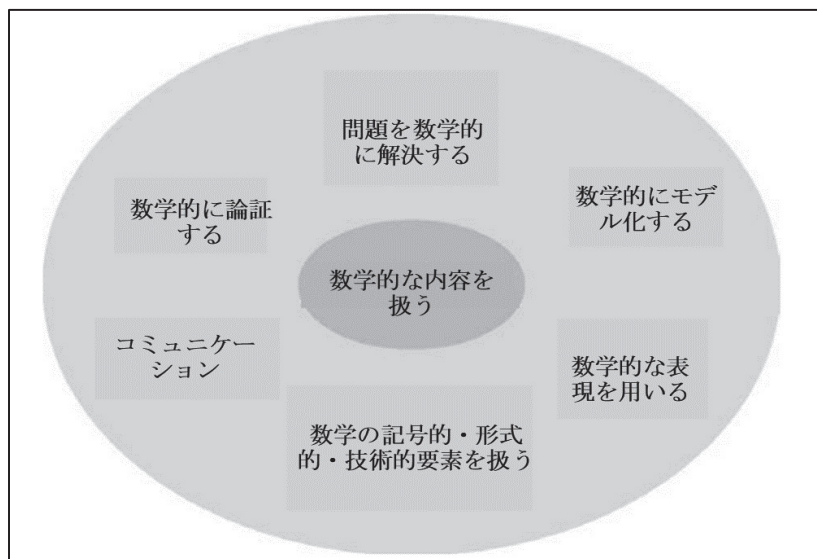 問題を数学的
に解決する
数学的に論証
する
数学的にモデ
ル化する
数学的な内容を
扱う
コミュニケー
ション
数学的な表
現を用いる
数学の記号的・形式
的・技術的要素を扱う